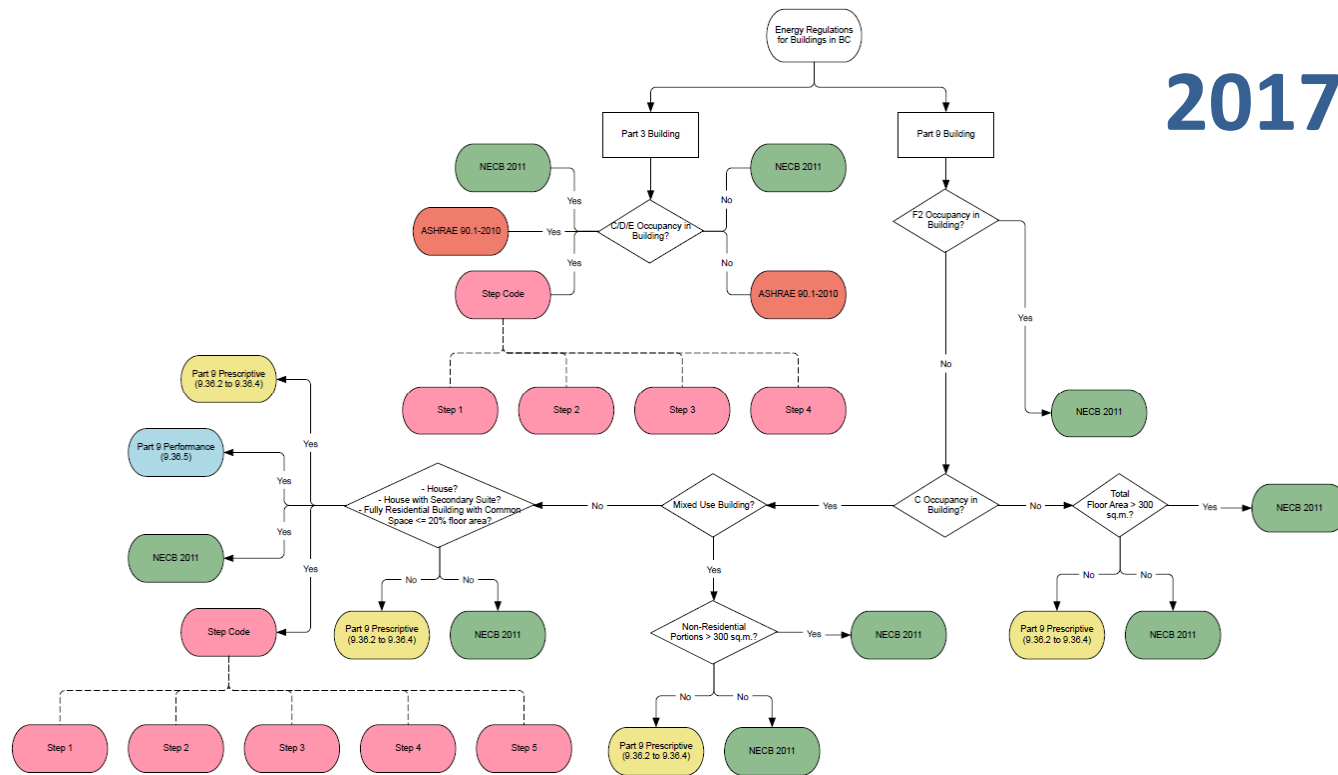 Energy Regulations
for Buildings in BC
2017
Part 3 Building
Part 9 Building
NECB 2011
NECB 2011
Yes
No
F2 Occupancy in
Building?
ASHRAE 90.1-2010
Yes
C/D/E Occupancy in
Building?
Yes
No
Step Code
ASHRAE 90.1-2010
Yes
No
Part 9 Prescriptive
(9.36.2 to 9.36.4)
Step 1
Step 2
Step 3
Step 4
NECB 2011
Yes
Part 9 Performance
(9.36.5)
Yes
- House?
- House with Secondary Suite?
- Fully Residential Building with Common
Space <= 20% floor area?
No
Mixed Use Building?
Yes
C Occupancy in
Building?
No
Total
Floor Area > 300
sq.m.?
Yes
NECB 2011
Yes
NECB 2011
Yes
No
No
Yes
No
No
Step Code
Part 9 Prescriptive
(9.36.2 to 9.36.4)
NECB 2011
Non-Residential
Portions > 300 sq.m.?
Yes
NECB 2011
Part 9 Prescriptive
(9.36.2 to 9.36.4)
NECB 2011
No
No
Step 1
Step 2
Step 3
Step 4
Step 5
Part 9 Prescriptive
(9.36.2 to 9.36.4)
NECB 2011